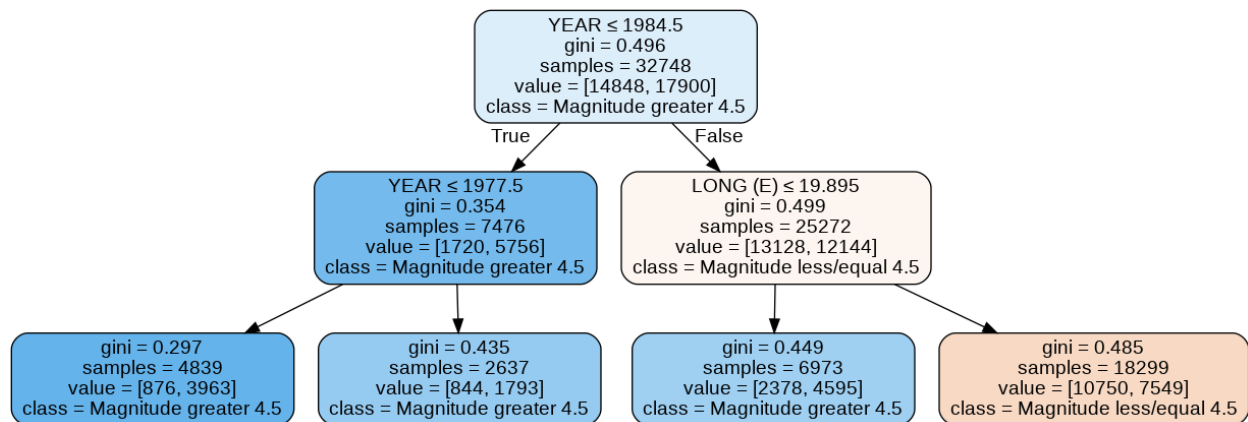 YEAR ≤ 1984.5
gini = 0.496
samples = 32748
value = [14848, 17900]
class = Magnitude greater 4.5
True
False
YEAR ≤ 1977.5
gini = 0.354
samples = 7476
value = [1720, 5756]
class = Magnitude greater 4.5
LONG (E) ≤ 19.895
gini = 0.499
samples = 25272
value = [13128, 12144]
class = Magnitude less/equal 4.5
gini = 0.297
samples = 4839
value = [876, 3963]
class = Magnitude greater 4.5
gini = 0.435
samples = 2637
value = [844, 1793]
class = Magnitude greater 4.5
gini = 0.449
samples = 6973
value = [2378, 4595]
class = Magnitude greater 4.5
gini = 0.485
samples = 18299
value = [10750, 7549]
class = Magnitude less/equal 4.5